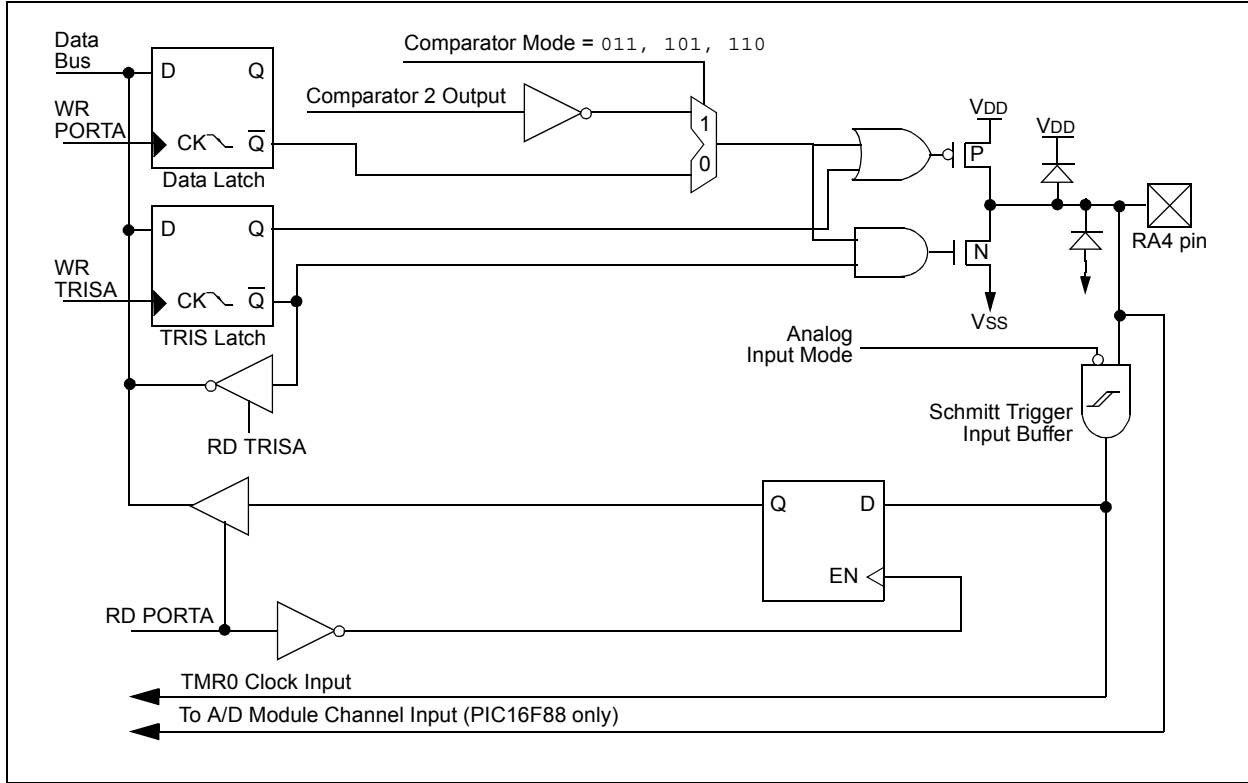 Data
Bus
D
Q
WR
PORTA
CK
Q
Data Latch
Comparator Mode = 011, 101, 110
Comparator 2 Output
1
0
VDD
P
VDD
RA4 pin
N
VSS
D
Q
WR
TRISA
CK
Q
TRIS Latch
RD TRISA
Analog
Input Mode
Schmitt Trigger
Input Buffer
Q
D
EN
RD PORTA
TMR0 Clock Input
To A/D Module Channel Input (PIC16F88 only)